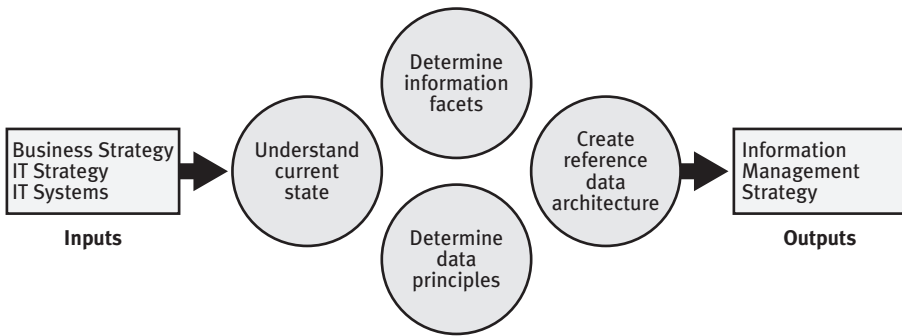 Business Strategy
IT Strategy
IT Systems
Inputs
Understand
current
state
Determine
information
facets
Determine
data
principles
Create
reference
data
architecture
Information
Management
Strategy
Outputs